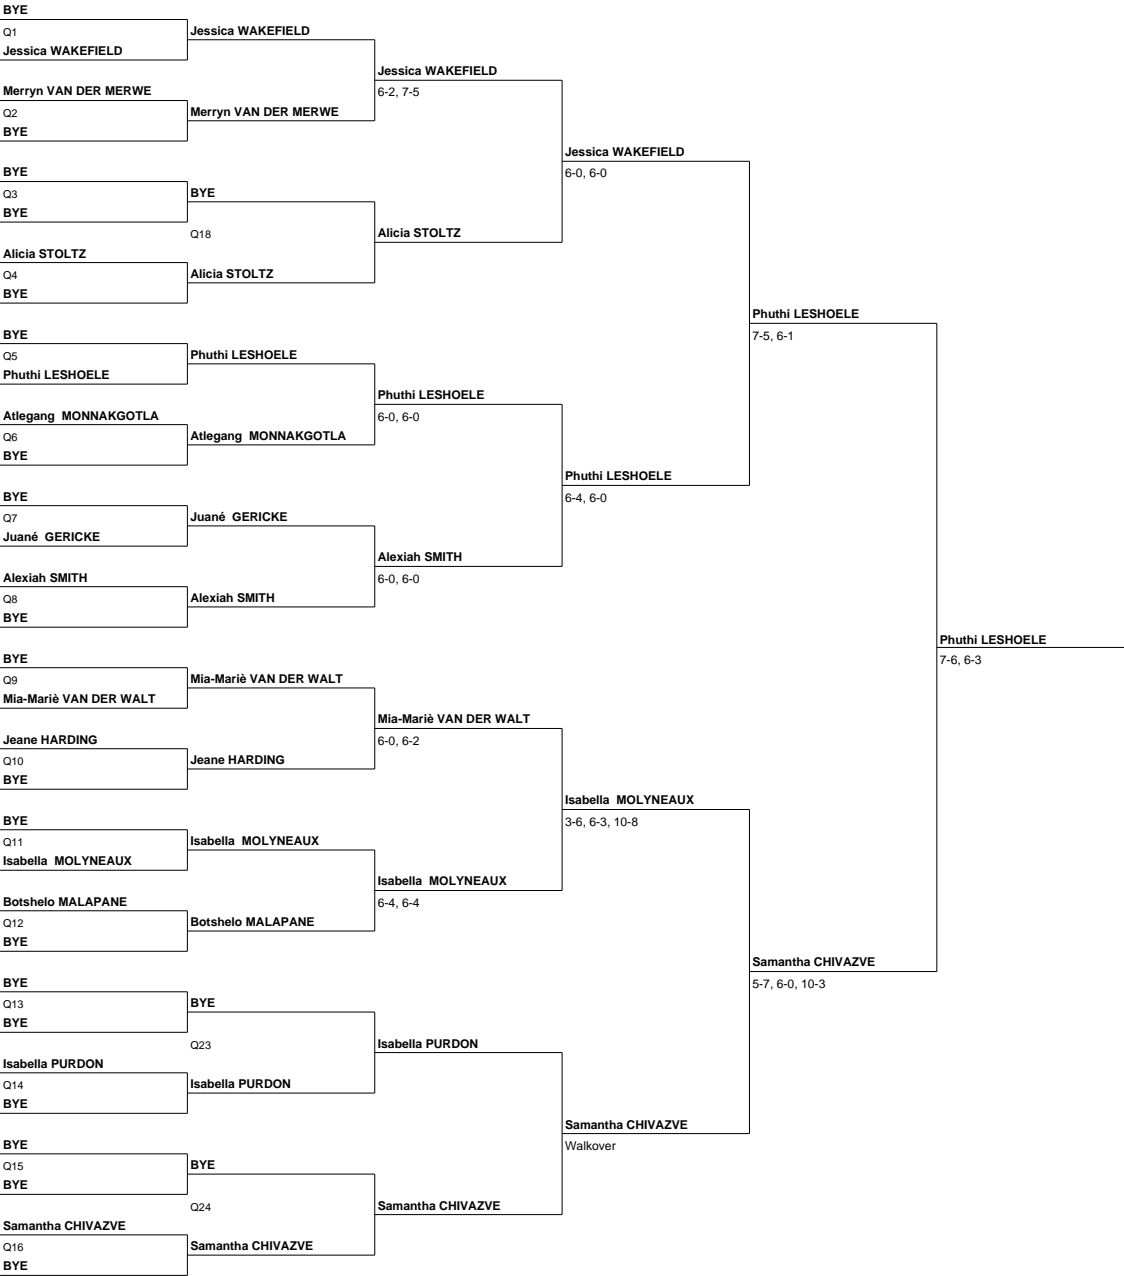 BYE
Q1
Jessica WAKEFIELD
Merryn VAN DER MERWE
Q2
BYE
BYE
Q3
BYE
Alicia STOLTZ
Q4
BYE
BYE
Q5
Phuthi LESHOELE
Atlegang  MONNAKGOTLA
Q6
BYE
BYE
Q7
Juané  GERICKE
Alexiah SMITH
Q8
BYE
BYE
Q9
Mia-Mariè VAN DER WALT
Jeane HARDING
Q10
BYE
BYE
Q11
Isabella  MOLYNEAUX
Botshelo MALAPANE
Q12
BYE
BYE
Q13
BYE
Isabella PURDON
Q14
BYE
BYE
Q15
BYE
Samantha CHIVAZVE
Q16
BYE
Jessica WAKEFIELD
Merryn VAN DER MERWE
BYE
Q18
Alicia STOLTZ
Phuthi LESHOELE
Atlegang  MONNAKGOTLA
Juané  GERICKE
Alexiah SMITH
Mia-Mariè VAN DER WALT
Jeane HARDING
Isabella  MOLYNEAUX
Botshelo MALAPANE
BYE
Q23
Isabella PURDON
BYE
Q24
Samantha CHIVAZVE
Jessica WAKEFIELD
6-2, 7-5
Alicia STOLTZ
Phuthi LESHOELE
6-0, 6-0
Alexiah SMITH
6-0, 6-0
Mia-Mariè VAN DER WALT
6-0, 6-2
Isabella  MOLYNEAUX
6-4, 6-4
Isabella PURDON
Samantha CHIVAZVE
Jessica WAKEFIELD
6-0, 6-0
Phuthi LESHOELE
6-4, 6-0
Isabella  MOLYNEAUX
3-6, 6-3, 10-8
Samantha CHIVAZVE
Walkover
Phuthi LESHOELE
7-5, 6-1
Samantha CHIVAZVE
5-7, 6-0, 10-3
Phuthi LESHOELE
7-6, 6-3